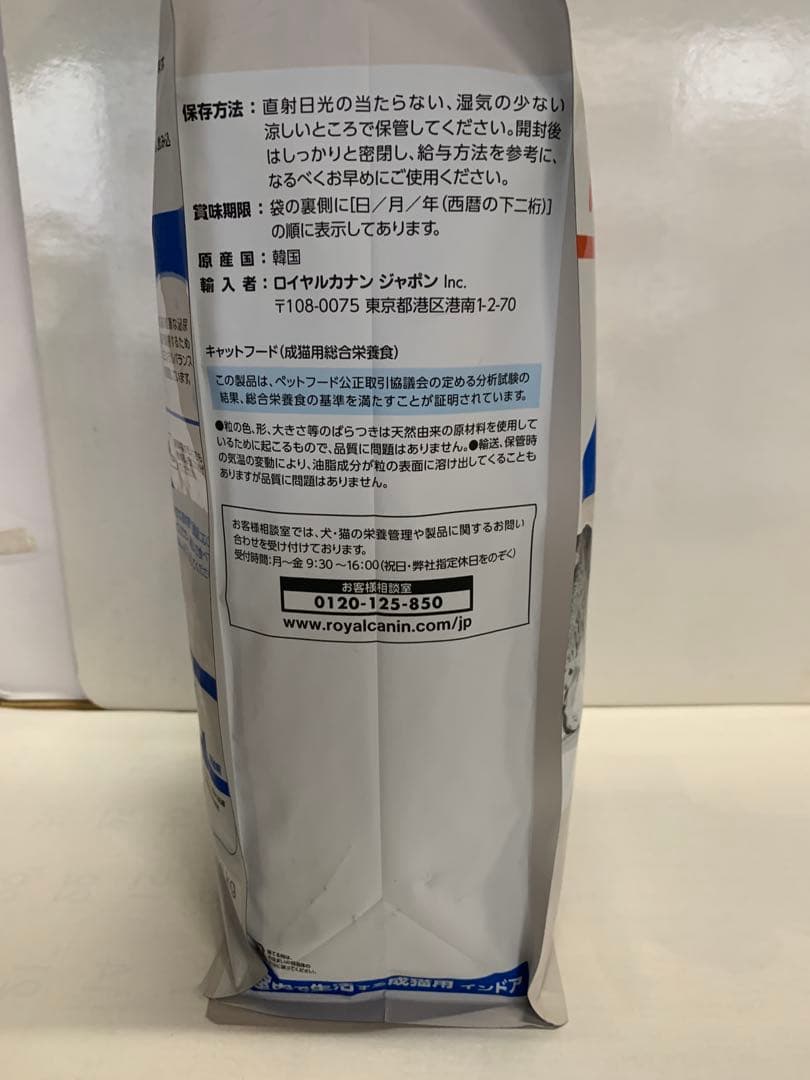 保存方法：直射日光の当たらない、湿気の少ない
涼しいところで保管してください。開封後
はしっかりと密閉し、給与方法を参考に、
なるべくお早めにご使用ください。
賞味期限：袋の裏側に[日／月／年(西暦の下二桁)]
の順に表示してあります。
原産国：韓国
輸入者：ロイヤルカナン ジャポン Inc.
〒108-0075 東京都港区港南1-2-70
キャットフード(成猫用総合栄養食)
この製品は、ペットフード公正取引協議会の定める分析試験の
結果、総合栄養食の基準を満たすことが証明されています。
●粒の色、形、大きさ等のばらつきは天然由来の原材料を使用して
いるために起こるもので、品質に問題はありません。●輸送、保管時
の気温の変動により、油脂成分が粒の表面に溶け出してくることも
ありますが品質に問題はありません。
お客様相談室では、犬・猫の栄養管理や製品に関するお問い
合わせを受け付けております。
受付時間：月～金 9:30～16:00(祝日・弊社指定休日をのぞく)
お客様相談室
0120-125-850
www.royalcanin.com/jp
で生活する成猫用 インドア